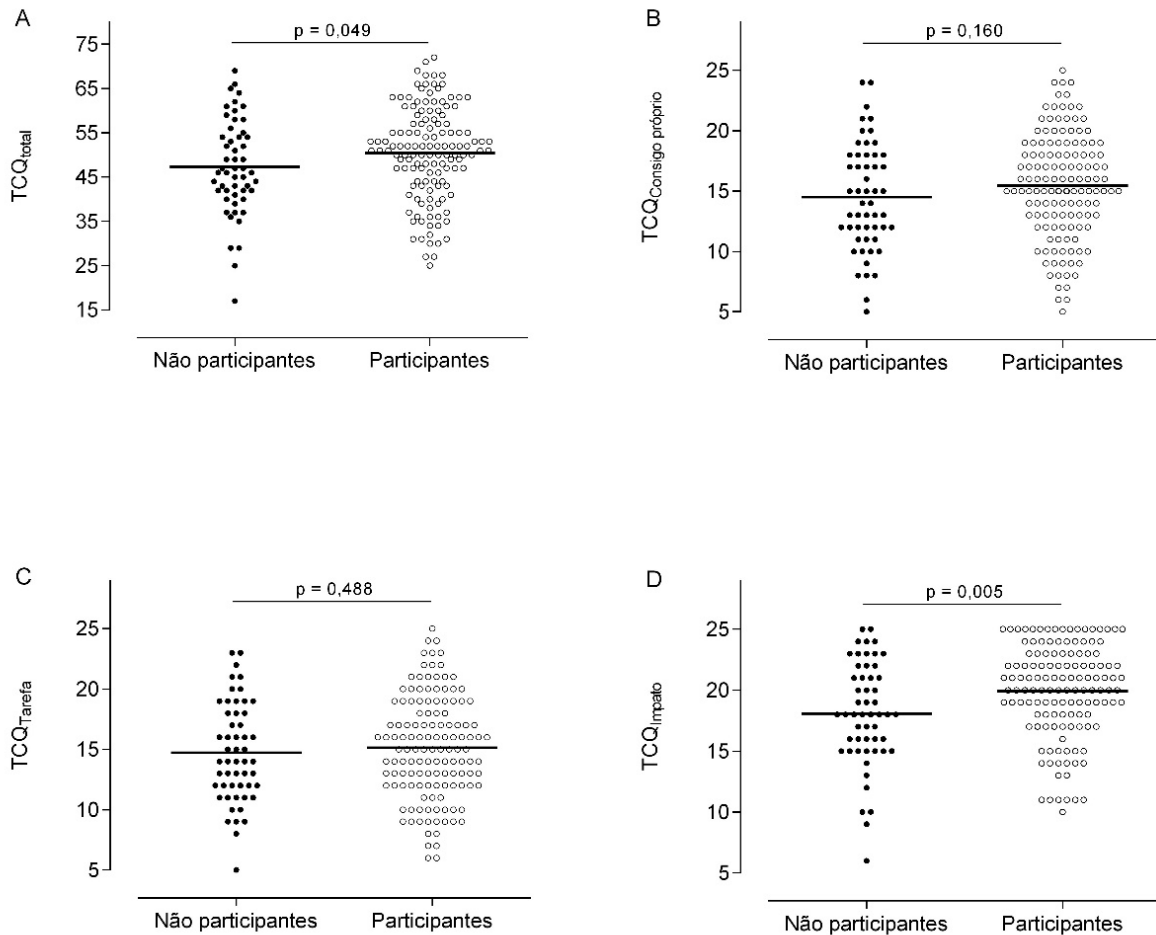 A
p = 0,049
75
65
55
45
35
25
15
TCQtotal
Não participantes
Participantes
B
p = 0,160
25
20
15
10
5
TCQConsigo próprio
Não participantes
Participantes
C
p = 0,488
25
20
15
10
5
TCQTarefa
Não participantes
Participantes
D
p = 0,005
25
20
15
10
5
TCQImpato
Não participantes
Participantes